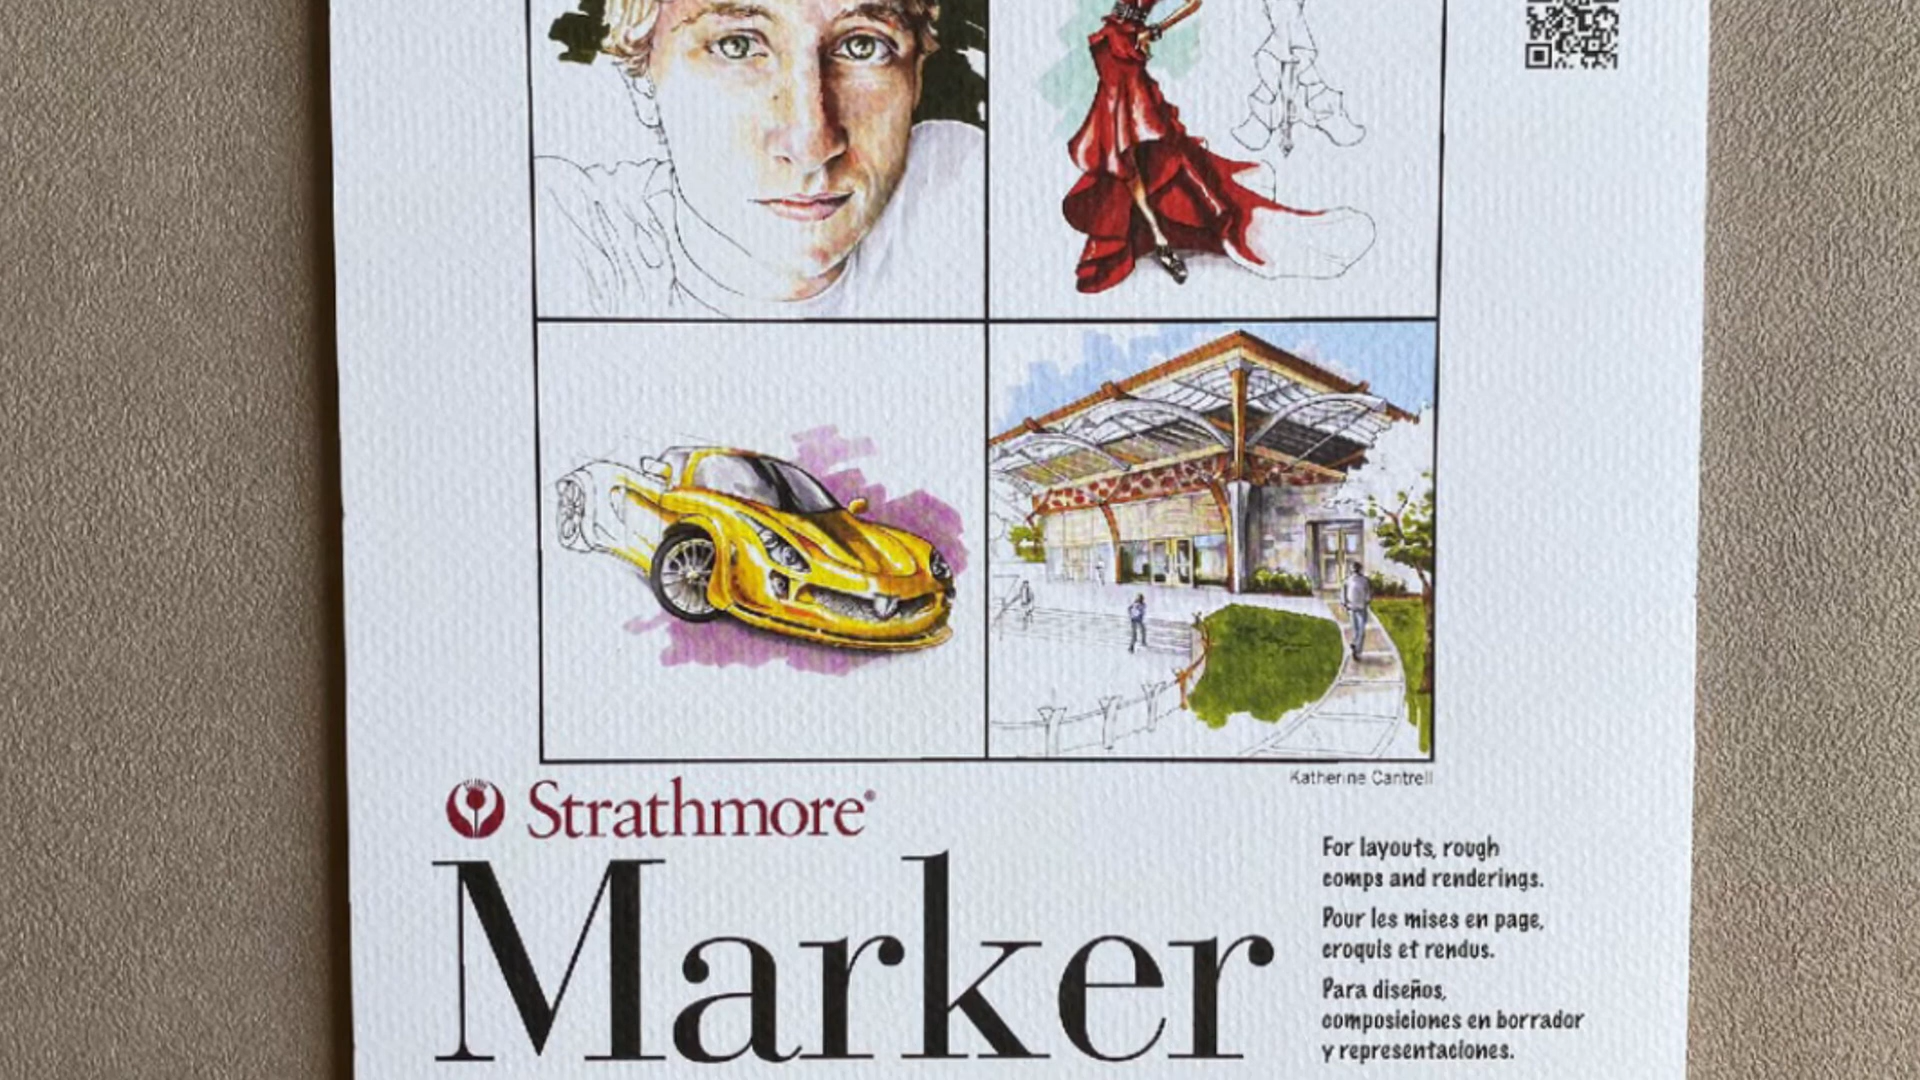 Katherine Cantrell
Strathmore®
Marker
For layouts, rough
comps and renderings.
Pour les mises en page,
croquis et rendus.
Para diseños,
composiciones en borrador
y representaciones.